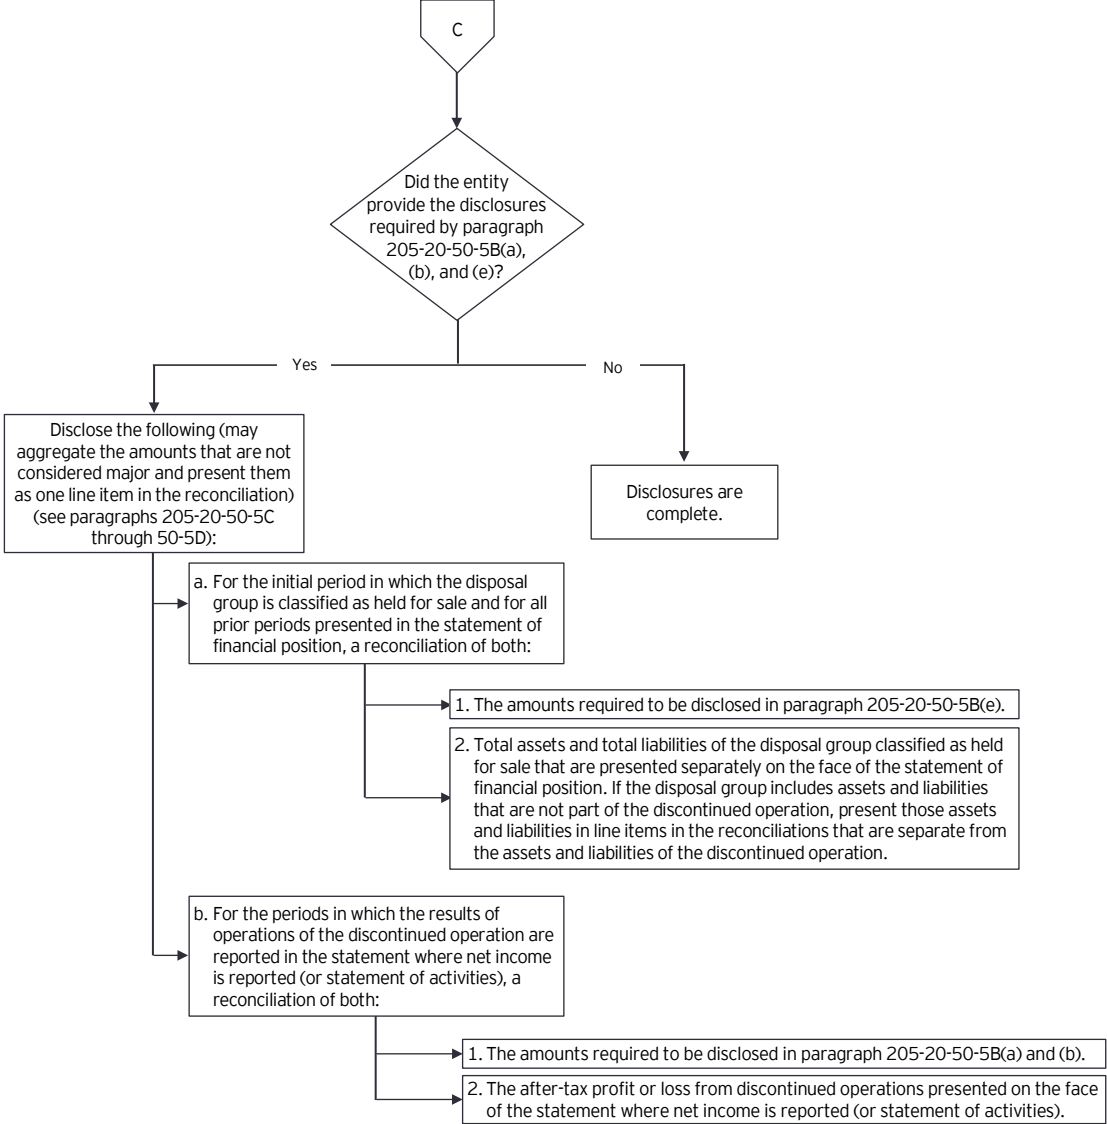 C
Did the entity
provide the disclosures
required by paragraph
205-20-50-5B(a),
(b), and (e)?
Yes
No
Disclose the following (may
aggregate the amounts that are not
considered major and present them
as one line item in the reconciliation)
(see paragraphs 205-20-50-5C
through 50-5D):
Disclosures are
complete.
a. For the initial period in which the disposal
group is classified as held for sale and for all
prior periods presented in the statement of
financial position, a reconciliation of both:
1. The amounts required to be disclosed in paragraph 205-20-50-5B(e).
2. Total assets and total liabilities of the disposal group classified as held
for sale that are presented separately on the face of the statement of
financial position. If the disposal group includes assets and liabilities
that are not part of the discontinued operation, present those assets
and liabilities in line items in the reconciliations that are separate from
the assets and liabilities of the discontinued operation.
b. For the periods in which the results of
operations of the discontinued operation are
reported in the statement where net income
is reported (or statement of activities), a
reconciliation of both:
1. The amounts required to be disclosed in paragraph 205-20-50-5B(a) and (b).
2. The after-tax profit or loss from discontinued operations presented on the face
of the statement where net income is reported (or statement of activities).